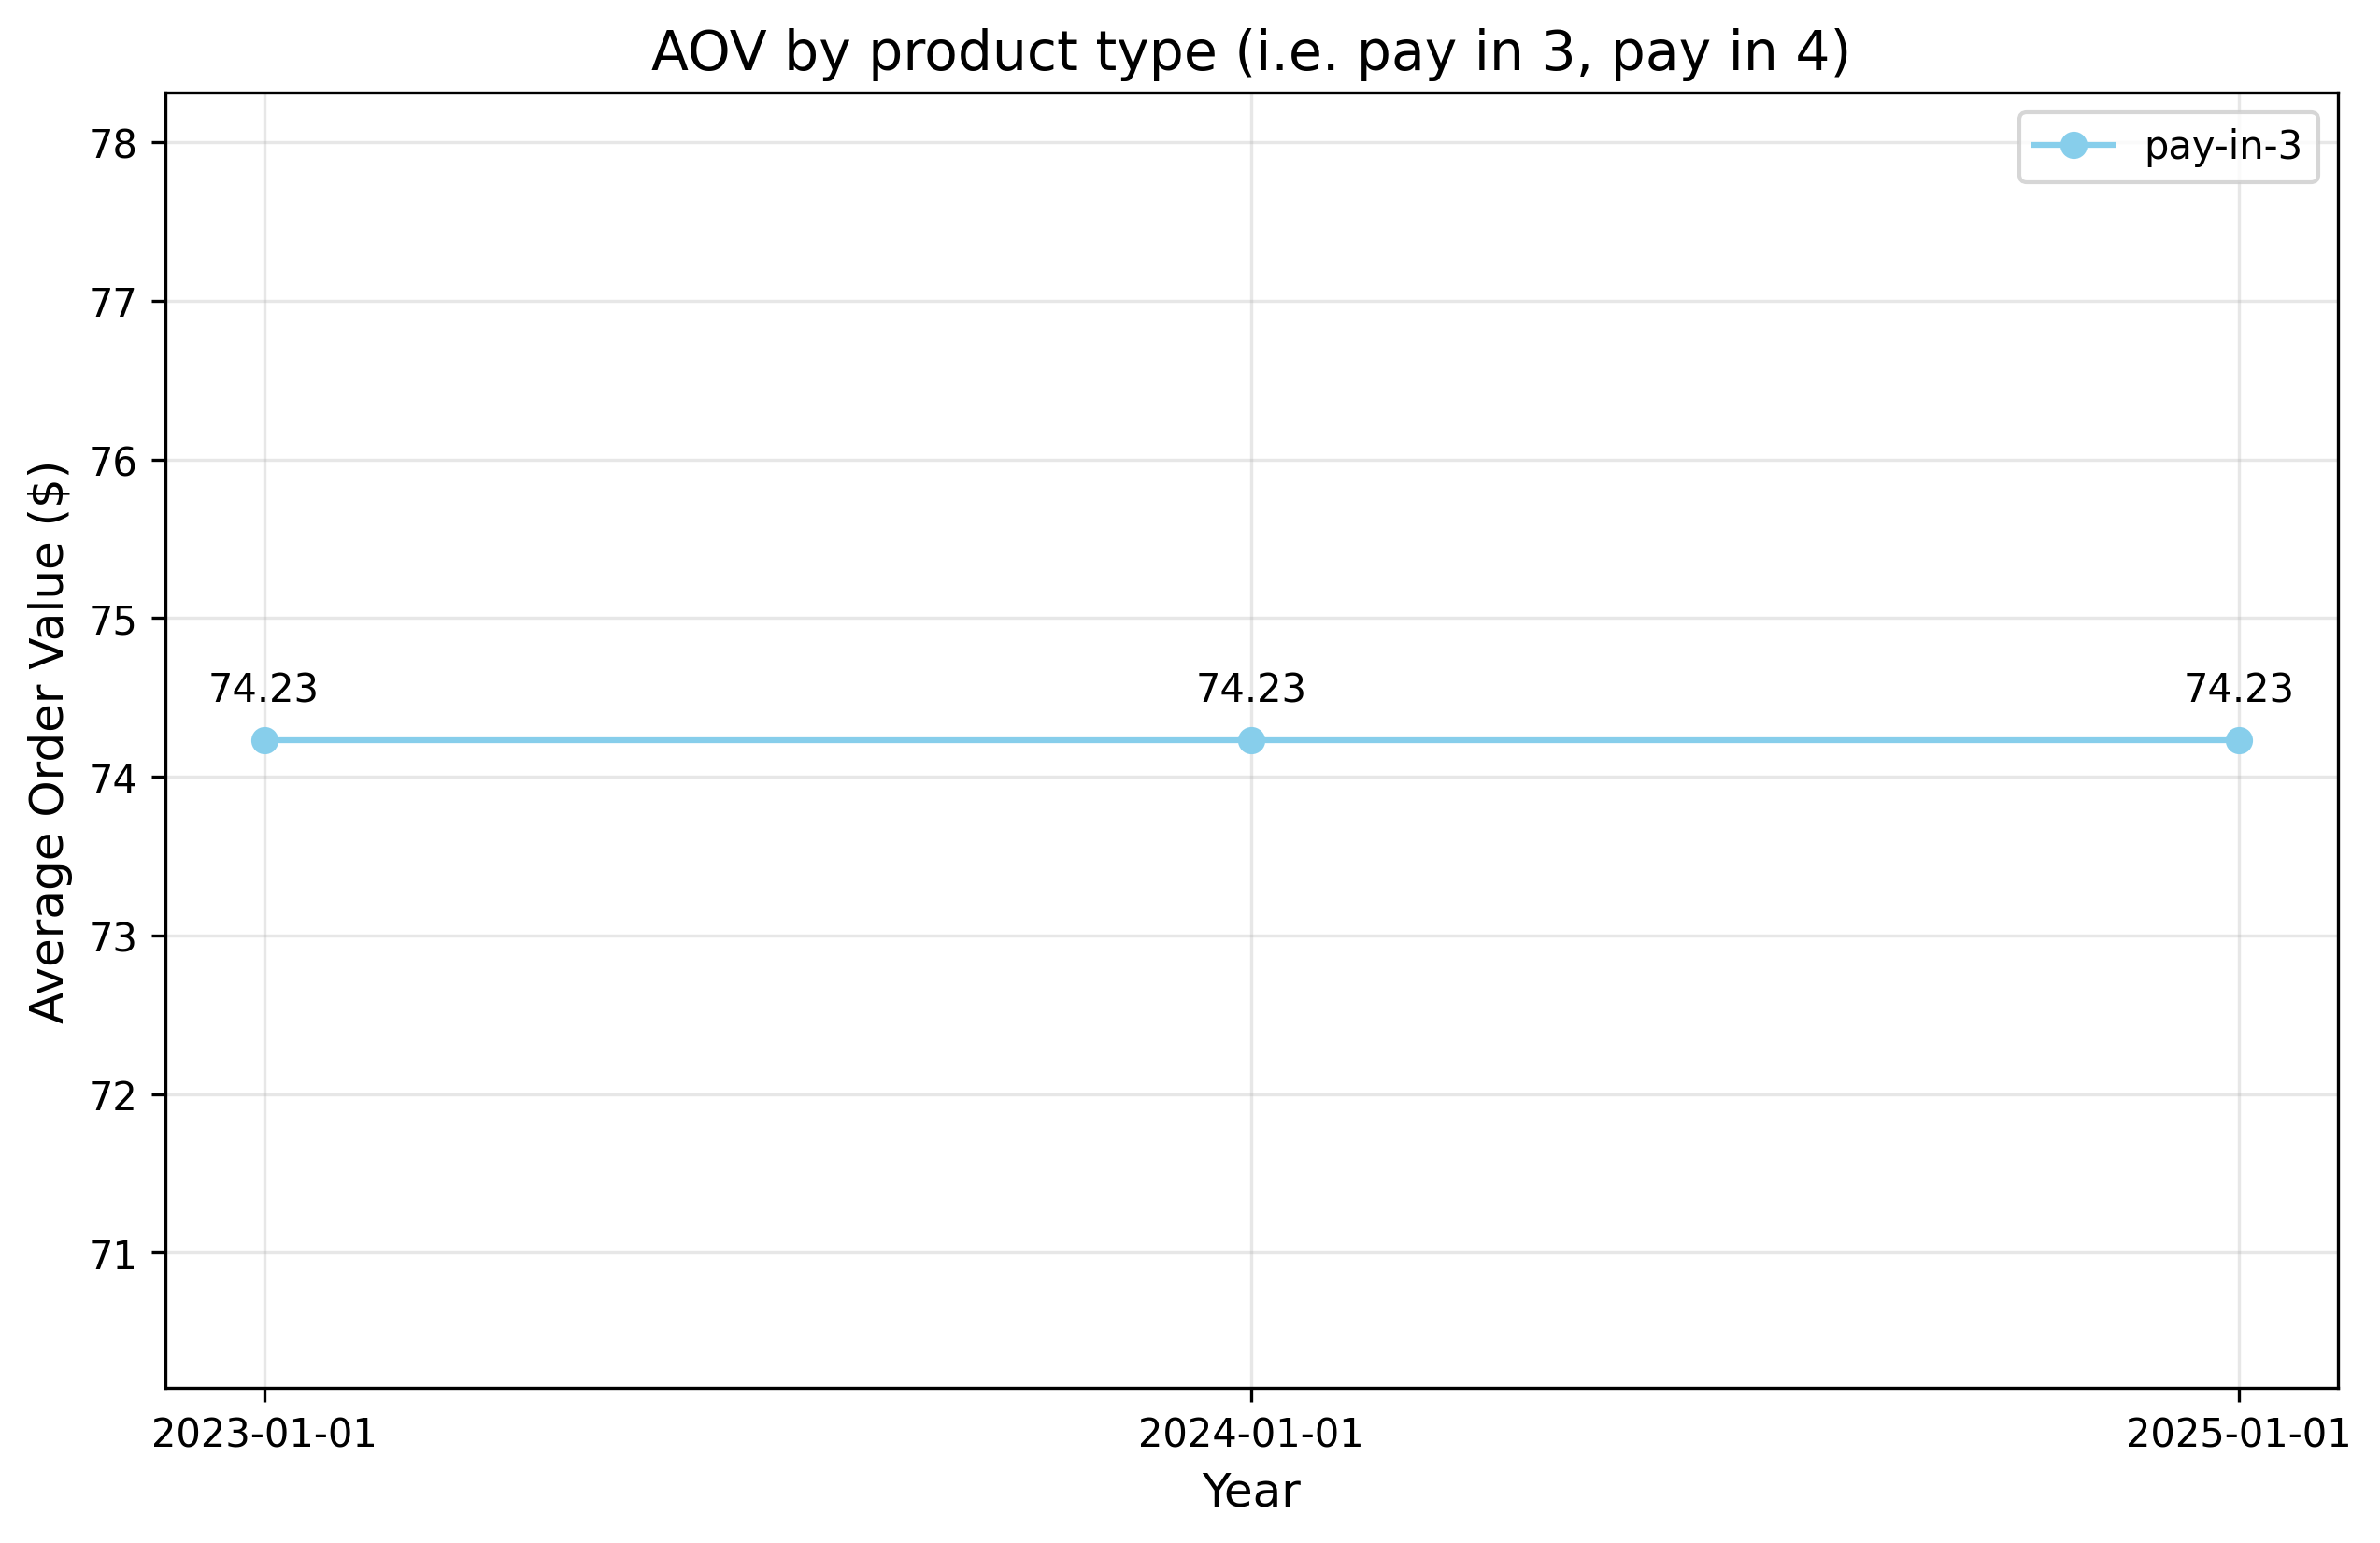 AOV by product type (i.e. pay in 3, pay in 4)
pay-in-3
Average Order Value ($)
78
77
76
75
74
73
72
71
74.23 74.23 74.23
2023-01-01 2024-01-01 2025-01-01
Year